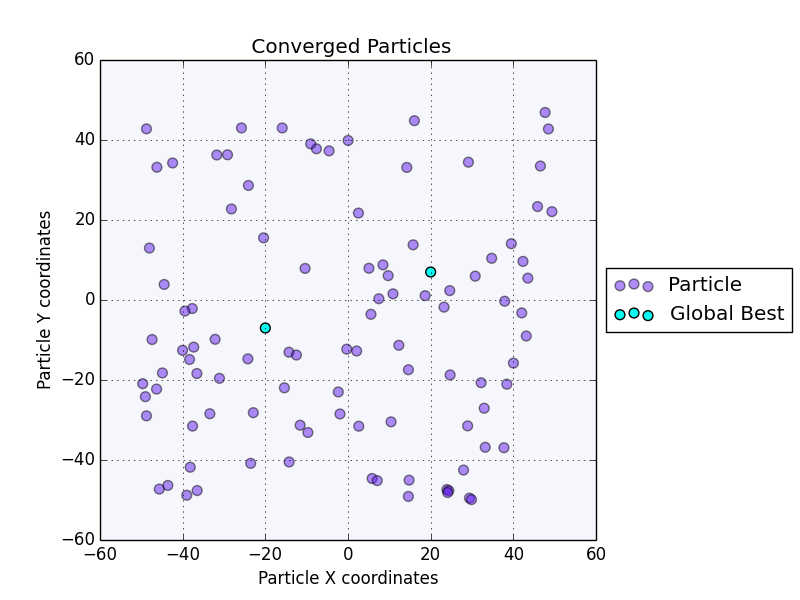 Converged Particles
60
40
20
0
−20
−40
−60
−60
−40
−20
0
20
40
60
Particle Y coordinates
Particle X coordinates
Particle
Global Best